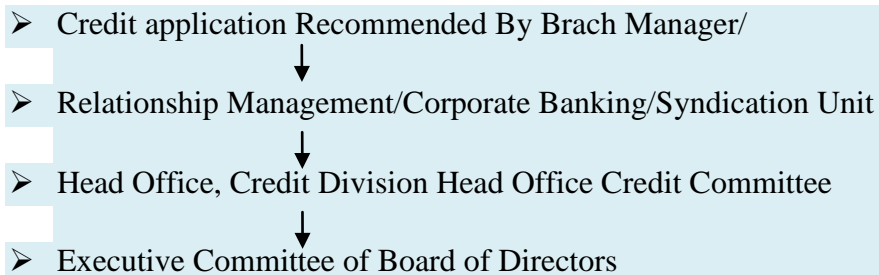 ➢ Credit application Recommended By Brach Manager/
➢ Relationship Management/Corporate Banking/Syndication Unit
➢ Head Office, Credit Division Head Office Credit Committee
➢ Executive Committee of Board of Directors